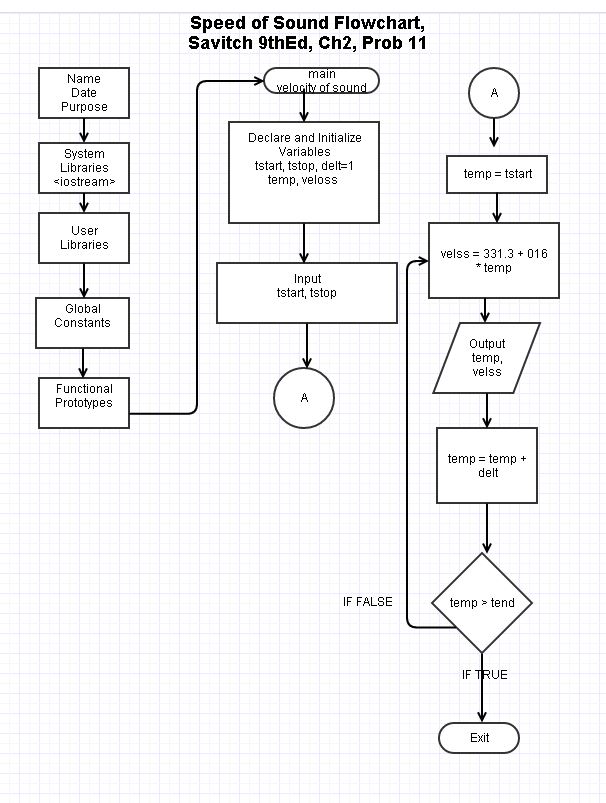 Speed of Sound Flowchart,
Savitch 9thEd, Ch2, Prob 11
Name
Date
Purpose
System
Libraries
<iostream>
User
Libraries
Global
Constants
Functional
Prototypes
main
velocity of sound
Declare and Initialize
Variables
tstart, tstop, delt=1
temp, veloss
Input
tstart, tstop
A
A
temp = tstart
velss = 331.3 + 016
* temp
Output
temp,
velss
temp = temp +
delt
temp > tend
IF FALSE
IF TRUE
Exit